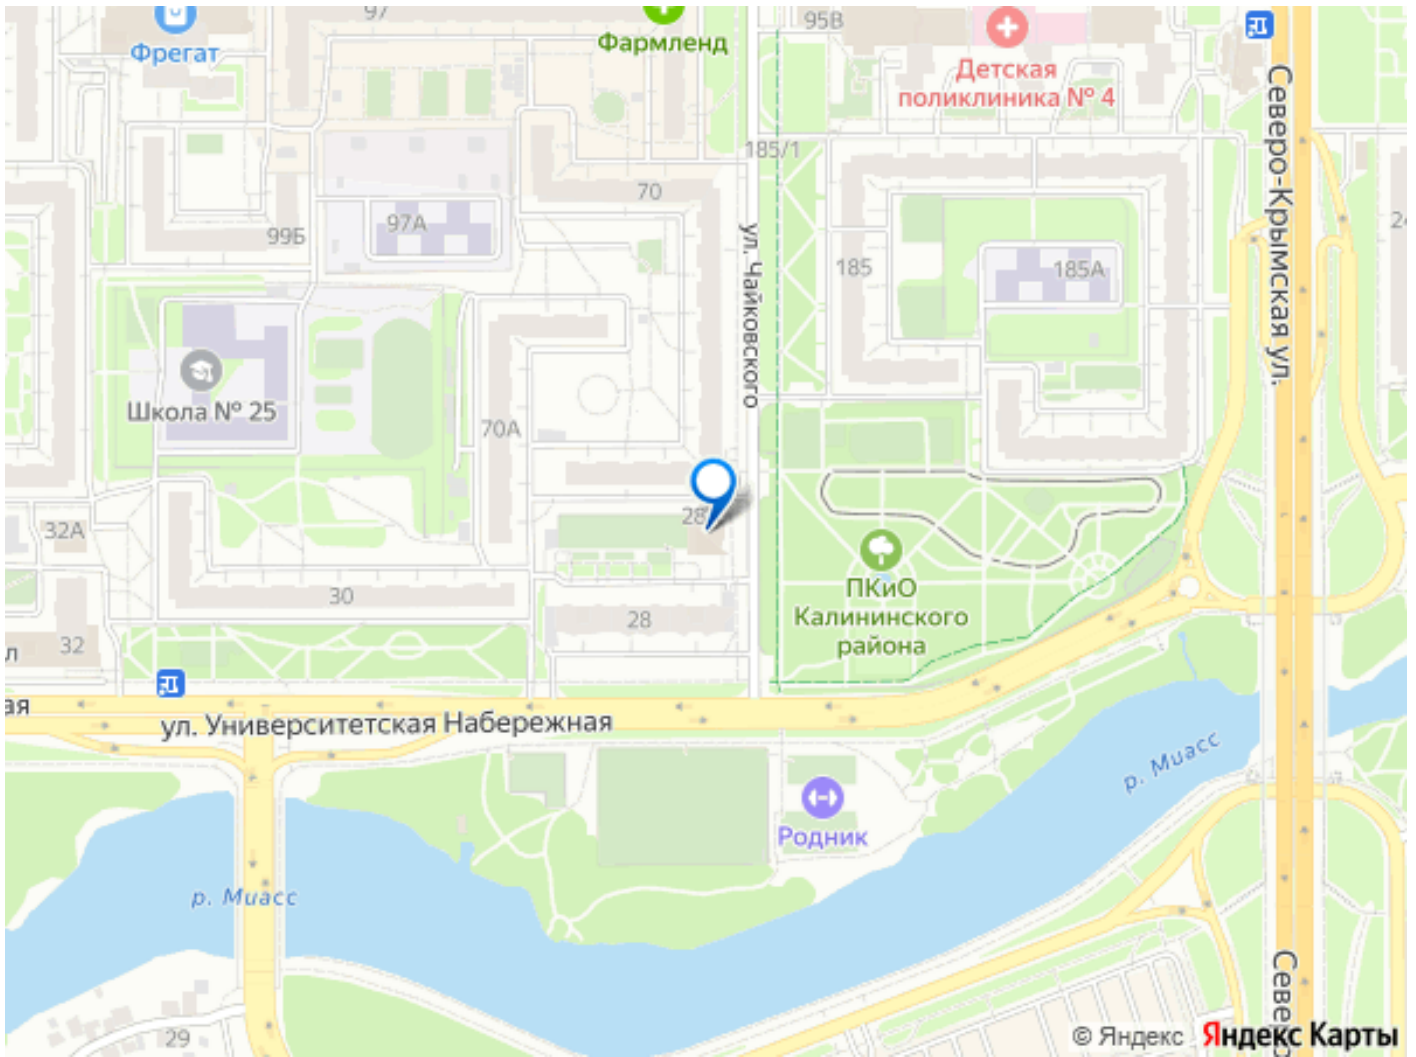 97
95В
Фрегат
Фармленд
Детская
поликлиника № 4
Северо-Крымская ул.
185/1
70
97А
99Б
ул. Чайковского
185
185А
Школа № 25
70А
32А
28
ПКиО
Калининского
района
30
28
32
л
ая
ул. Университетская Набережная
р. Миасс
Родник
р. Миасс
Север
29
© Яндекс Яндекс Карты